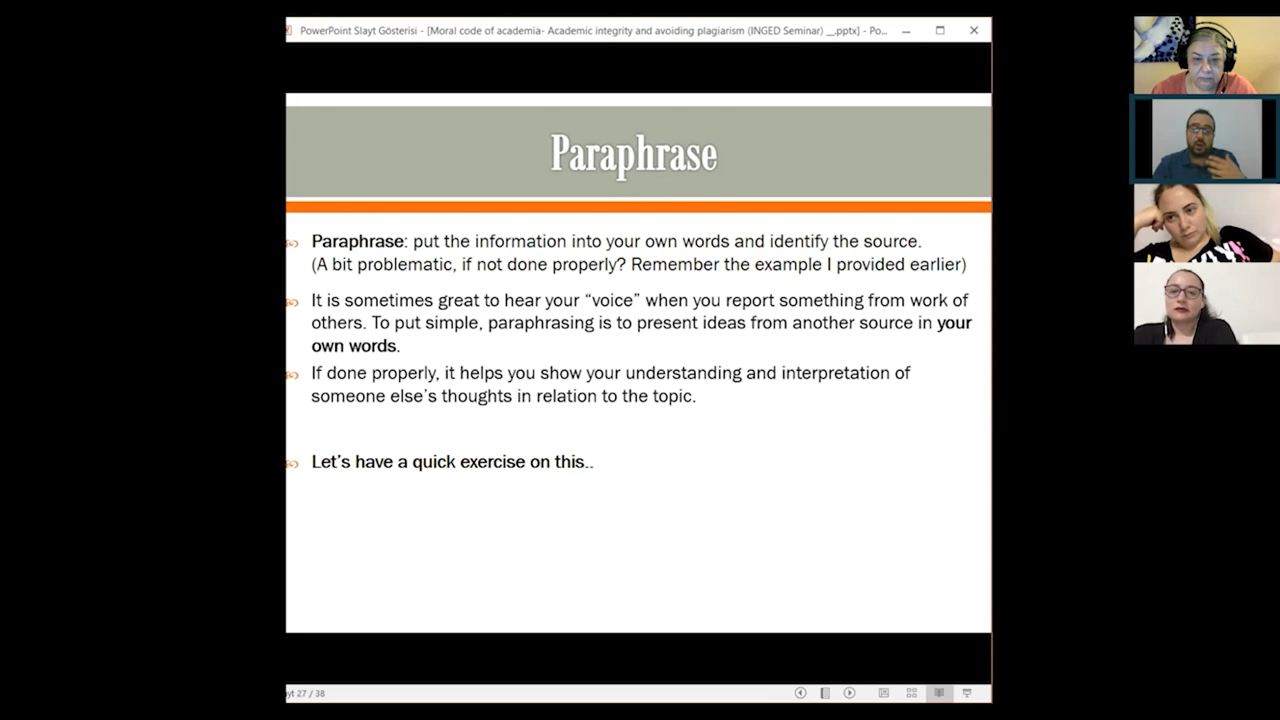 PowerPoint Slayt Gösterisi - [Moral code of academia- Academic integrity and avoiding plagiarism (INGED Seminar) __.pptx] - Po...
Paraphrase
Paraphrase: put the information into your own words and identify the source.
(A bit problematic, if not done properly? Remember the example I provided earlier)
It is sometimes great to hear your “voice” when you report something from work of
others. To put simple, paraphrasing is to present ideas from another source in your
own words.
If done properly, it helps you show your understanding and interpretation of
someone else’s thoughts in relation to the topic.
Let’s have a quick exercise on this..
yt 27 / 38